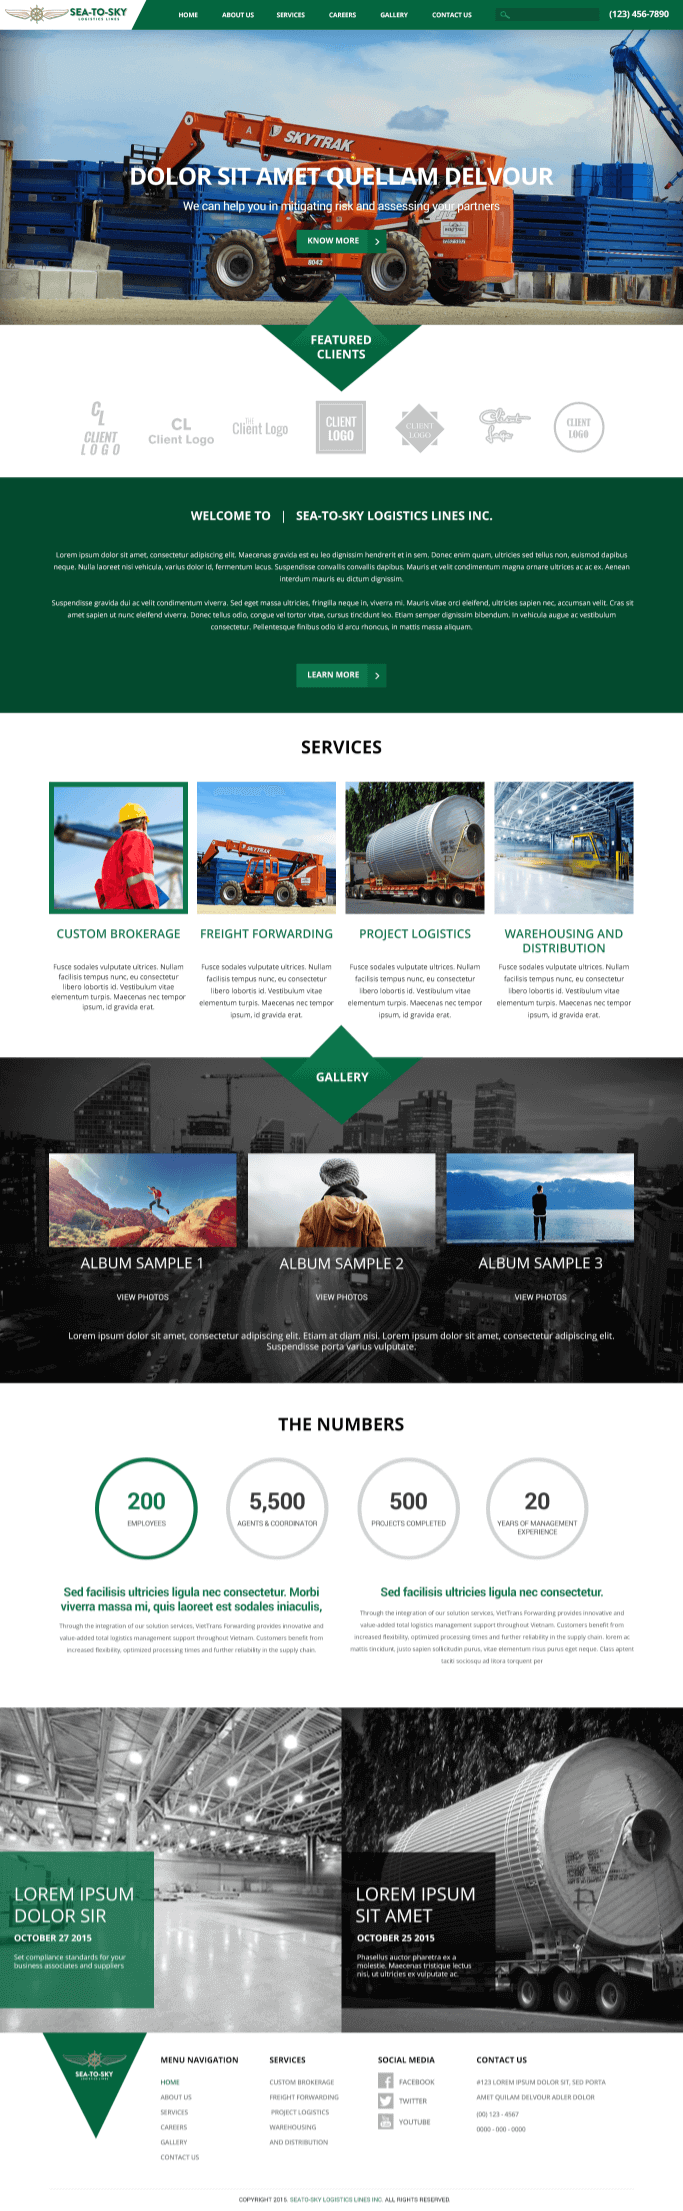 SEA-TO-SKY
LOGISTICS LINES
HOME
ABOUT US
SERVICES
CAREERS
GALLERY
CONTACT US
(123) 456-7890
A
SKYTRAK
DOLOR SIT AMET QUELLAM DELVOUR
We can help you in mitigating risk and assessing your partners
KNOW MORE
8042
FEATURED
CLIENTS
CL
CLIENT
LOGO
CL
Client Logo
Client Logo
CLIENT
LOGO
CLIENT
LOGO
Client
Logo
CLIENT
LOGO
WELCOME TO | SEA-TO-SKY LOGISTICS LINES INC.
Lorem ipsum dolor sit amet, consectetur adipiscing elit. Maecenas gravida est eu leo dignissim hendrerit et in sem. Donec enim quam, ultricies sed tellus non, euismod dapibus
neque. Nulla laoreet nisi vehicula, varius dolor id, fermentum lacus. Suspendisse convallis convallis dapibus. Mauris et velit condimentum magna ornare ultrices ac ac ex. Aenean
interdum mauris eu dictum dignissim.
Suspendisse gravida dui ac velit condimentum viverra. Sed eget massa ultricies, fringilla neque in, viverra mi. Mauris vitae orci eleifend, ultricies sapien nec, accumsan velit. Cras sit
amet sapien ut nunc eleifend viverra. Donec tellus odio, congue vel tortor vitae, cursus tincidunt leo. Etiam semper dignissim bibendum. In vehicula augue ac vestibulum
consectetur. Pellentesque finibus odio id arcu rhoncus, in mattis massa aliquam.
LEARN MORE
SERVICES
SKYTRAK
CUSTOM BROKERAGE
Fusce sodales vulputate ultrices. Nullam
facilisis tempus nunc, eu consectetur
libero lobortis id. Vestibulum vitae
elementum turpis. Maecenas nec tempor
ipsum, id gravida erat.
FREIGHT FORWARDING
Fusce sodales vulputate ultrices. Nullam
facilisis tempus nunc, eu consectetur
libero lobortis id. Vestibulum vitae
elementum turpis. Maecenas nec tempor
ipsum, id gravida erat.
PROJECT LOGISTICS
Fusce sodales vulputate ultrices. Nullam
facilisis tempus nunc, eu consectetur
libero lobortis id. Vestibulum vitae
elementum turpis. Maecenas nec tempor
ipsum, id gravida erat.
WAREHOUSING AND
DISTRIBUTION
Fusce sodales vulputate ultrices. Nullam
facilisis tempus nunc, eu consectetur
libero lobortis id. Vestibulum vitae
elementum turpis. Maecenas nec tempor
ipsum, id gravida erat.
GALLERY
ALBUM SAMPLE 1
VIEW PHOTOS
ALBUM SAMPLE 2
VIEW PHOTOS
ALBUM SAMPLE 3
VIEW PHOTOS
Lorem ipsum dolor sit amet, consectetur adipiscing elit. Etiam at diam nisi. Lorem ipsum dolor sit amet, consectetur adipiscing elit.
Suspendisse porta varius vulputate.
THE NUMBERS
200
EMPLOYEES
5,500
AGENTS & COORDINATOR
500
PROJECTS COMPLETED
20
YEARS OF MANAGEMENT
EXPERIENCE
Sed facilisis ultricies ligula nec consectetur. Morbi
viverra massa mi, quis laoreet est sodales iniaculis,
Through the integration of our solution services, VietTrans Forwarding provides innovative and
value-added total logistics management support throughout Vietnam. Customers benefit from
increased flexibility, optimized processing times and further reliability in the supply chain.
Sed facilisis ultricies ligula nec consectetur.
Through the integration of our solution services, VietTrans Forwarding provides innovative and
value-added total logistics management support throughout Vietnam. Customers benefit from
increased flexibility, optimized processing times and further reliability in the supply chain. lorem ac
mattis tincidunt, justo sapien sollicitudin purus, vitae elementum risus purus eget neque. Class aptent
taciti sociosqu ad litora torquent per
LOREM IPSUM
DOLOR SIR
OCTOBER 27 2015
Set compliance standards for your
business associates and suppliers
LOREM IPSUM
SIT AMET
OCTOBER 25 2015
Phasellus auctor pharetra ex a
molestie. Maecenas tristique lectus
nisl, ut ultricies ex vulputate ac.
SEA-TO-SKY
LOGISTICS LINES
MENU NAVIGATION
HOME
ABOUT US
SERVICES
CAREERS
GALLERY
CONTACT US
SERVICES
CUSTOM BROKERAGE
FREIGHT FORWARDING
PROJECT LOGISTICS
WAREHOUSING
AND DISTRIBUTION
SOCIAL MEDIA
FACEBOOK
TWITTER
YOUTUBE
CONTACT US
#123 LOREM IPSUM DOLOR SIT, SED PORTA
AMET QUILAM DELVOUR ADLER DOLOR
(00) 123 - 4567
0000 - 000 - 0000
COPYRIGHT 2015. SEATO-SKY LOGISTICS LINES INC. ALL RIGHTS RESERVED.